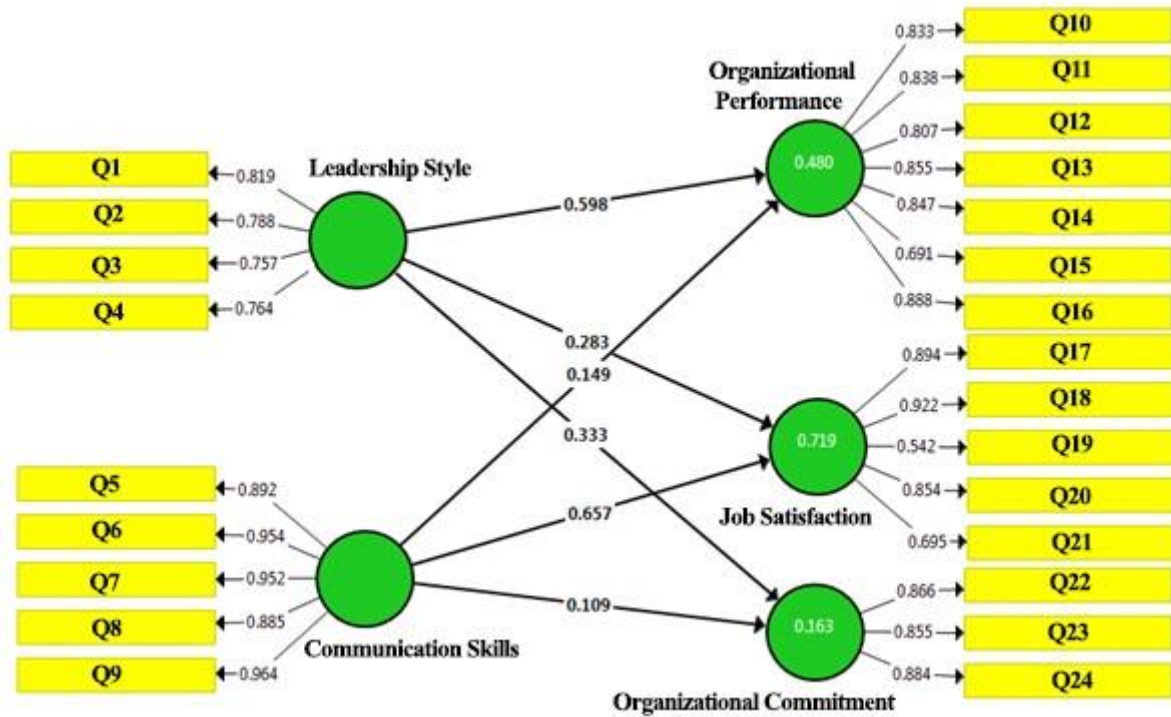 Q1
Q2
Q3
Q4
0.819
0.788
0.757
0.764
Leadership Style
Q5
Q6
Q7
Q8
Q9
0.892
0.954
0.952
0.885
0.964
Communication Skills
0.598
0.283
0.149
0.333
0.657
0.109
Organizational
Performance
0.480
0.833
0.838
0.807
0.855
0.847
0.691
0.888
Q10
Q11
Q12
Q13
Q14
Q15
Q16
0.719
Job Satisfaction
0.894
0.922
0.542
0.854
0.695
Q17
Q18
Q19
Q20
Q21
0.163
Organizational Commitment
0.866
0.855
0.884
Q22
Q23
Q24